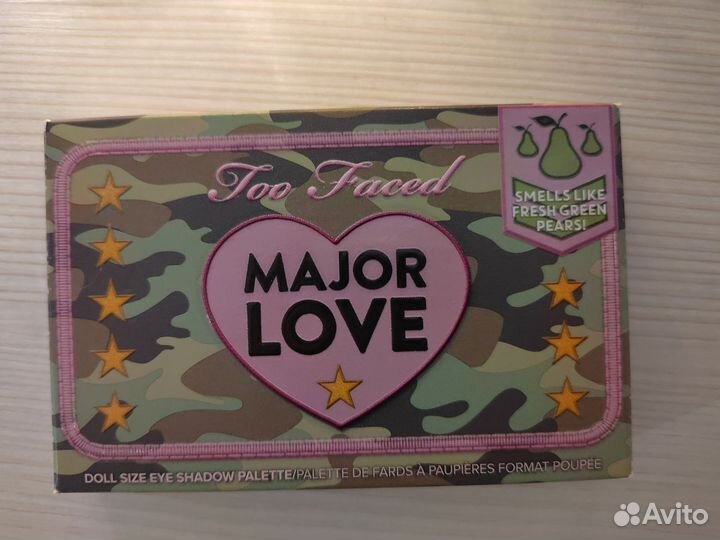 Too Faced
SMELLS LIKE
FRESH GREEN
PEARS!
MAJOR
LOVE
DOLL SIZE EYE SHADOW PALETTE/PALETTE DE FARDS À PAUPIÈRES FORMAT POUPÉE
Avito